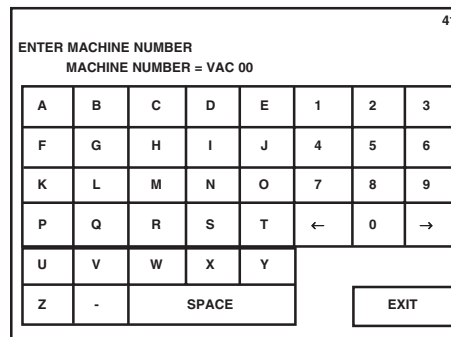 41
ENTER MACHINE NUMBER
MACHINE NUMBER = VAC 00
A B C D E 1 2 3
F G H I J 4 5 6
K L M N O 7 8 9
P Q R S T ← 0 →
U V W X Y
Z - SPACE EXIT